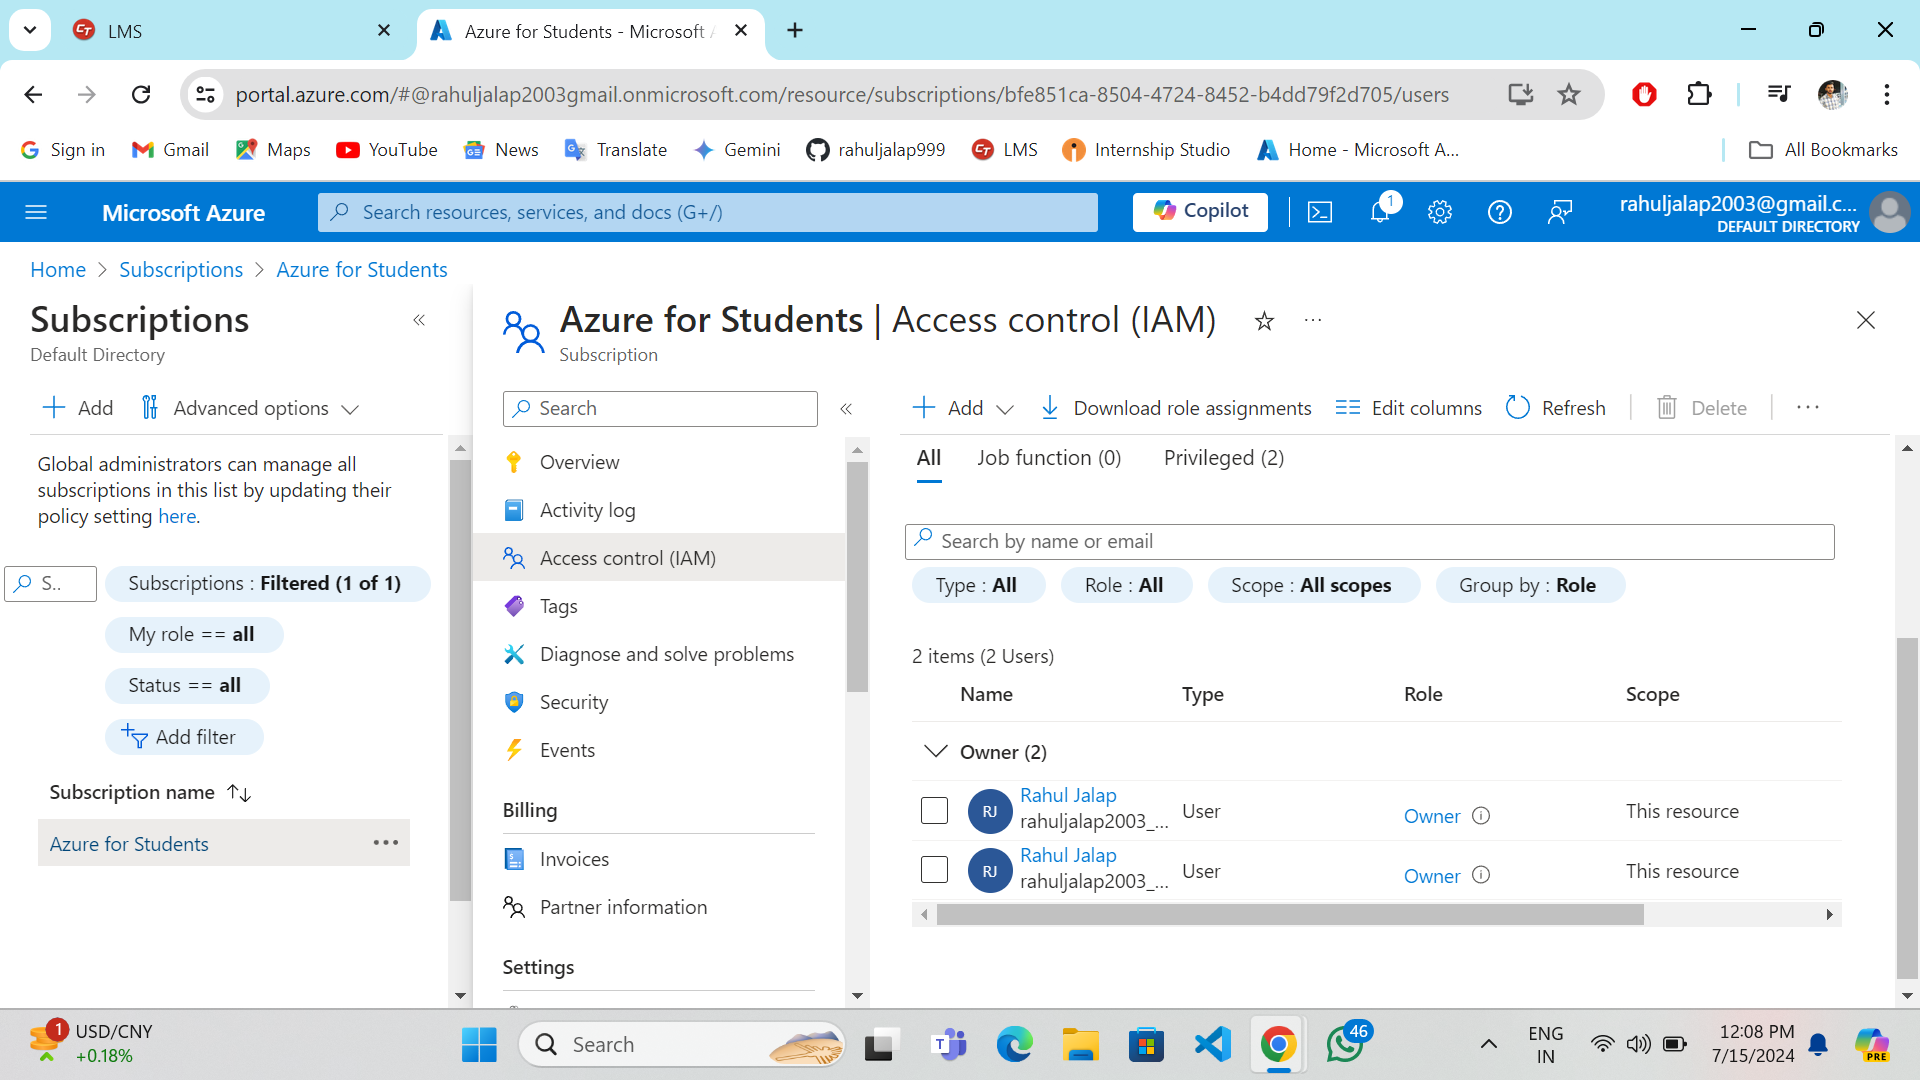 LMS
Azure for Students - Microsoft A
portal.azure.com/#@rahuljalap2003gmail.onmicrosoft.com/resource/subscriptions/bfe851ca-8504-4724-8452-b4dd79f2d705/users
Sign in
Gmail
Maps
YouTube
News
Translate
Gemini
rahuljalap999
LMS
Internship Studio
Home - Microsoft A...
All Bookmarks
Microsoft Azure
Search resources, services, and docs (G+/)
Copilot
1
rahuljalap2003@gmail.c...
DEFAULT DIRECTORY
Home > Subscriptions > Azure for Students
Subscriptions
Default Directory
Add
Advanced options
Global administrators can manage all
subscriptions in this list by updating their
policy setting here.
S..
Subscriptions : Filtered (1 of 1)
My role == all
Status == all
Add filter
Subscription name
Azure for Students
Azure for Students | Access control (IAM)
Subscription
Search
Overview
Activity log
Access control (IAM)
Tags
Diagnose and solve problems
Security
Events
Billing
Invoices
Partner information
Settings
Add
Download role assignments
Edit columns
Refresh
Delete
All
Job function (0)
Privileged (2)
Search by name or email
Type : All
Role : All
Scope : All scopes
Group by : Role
2 items (2 Users)
Name Type Role Scope
Owner (2)
RJ
Rahul Jalap
rahuljalap2003_...
User
Owner
This resource
RJ
Rahul Jalap
rahuljalap2003_...
User
Owner
This resource
1
USD/CNY
+0.18%
Search
T
46
ENG
IN
12:08 PM
7/15/2024
PRE